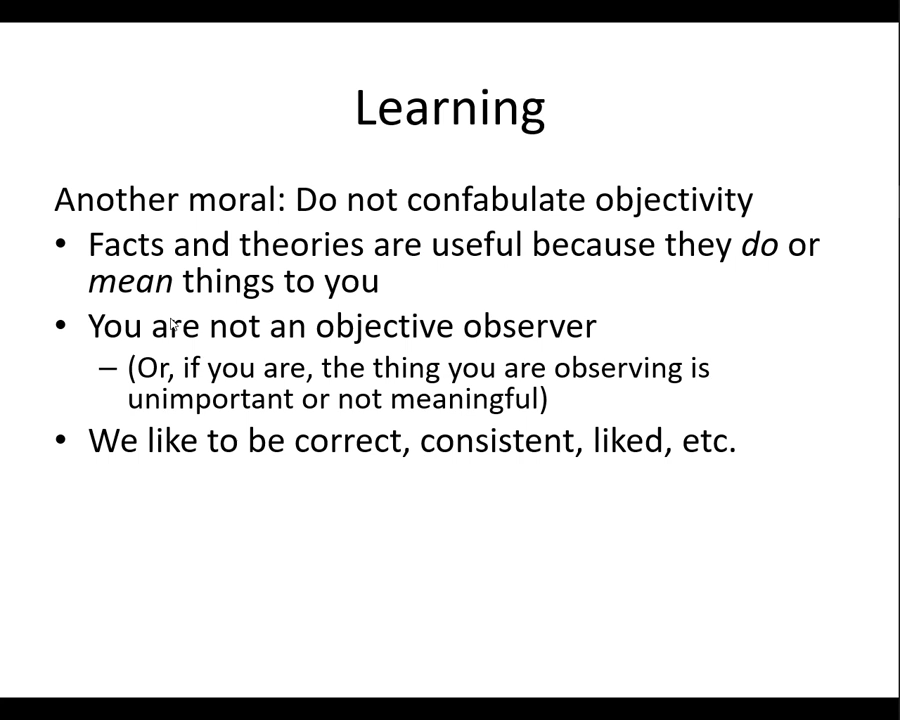 Learning
Another moral: Do not confabulate objectivity
• Facts and theories are useful because they do or
mean things to you
• You are not an objective observer
– (Or, if you are, the thing you are observing is
unimportant or not meaningful)
• We like to be correct, consistent, liked, etc.